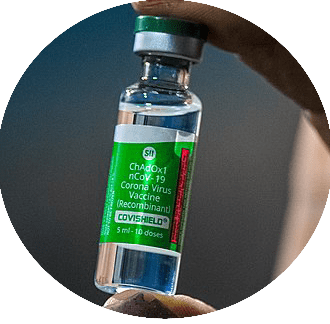 SII
ChAdOx1
nCoV-19
Corona Virus
Vaccine
(Recombinant)
COVISHIELD®
5 ml - 10 doses